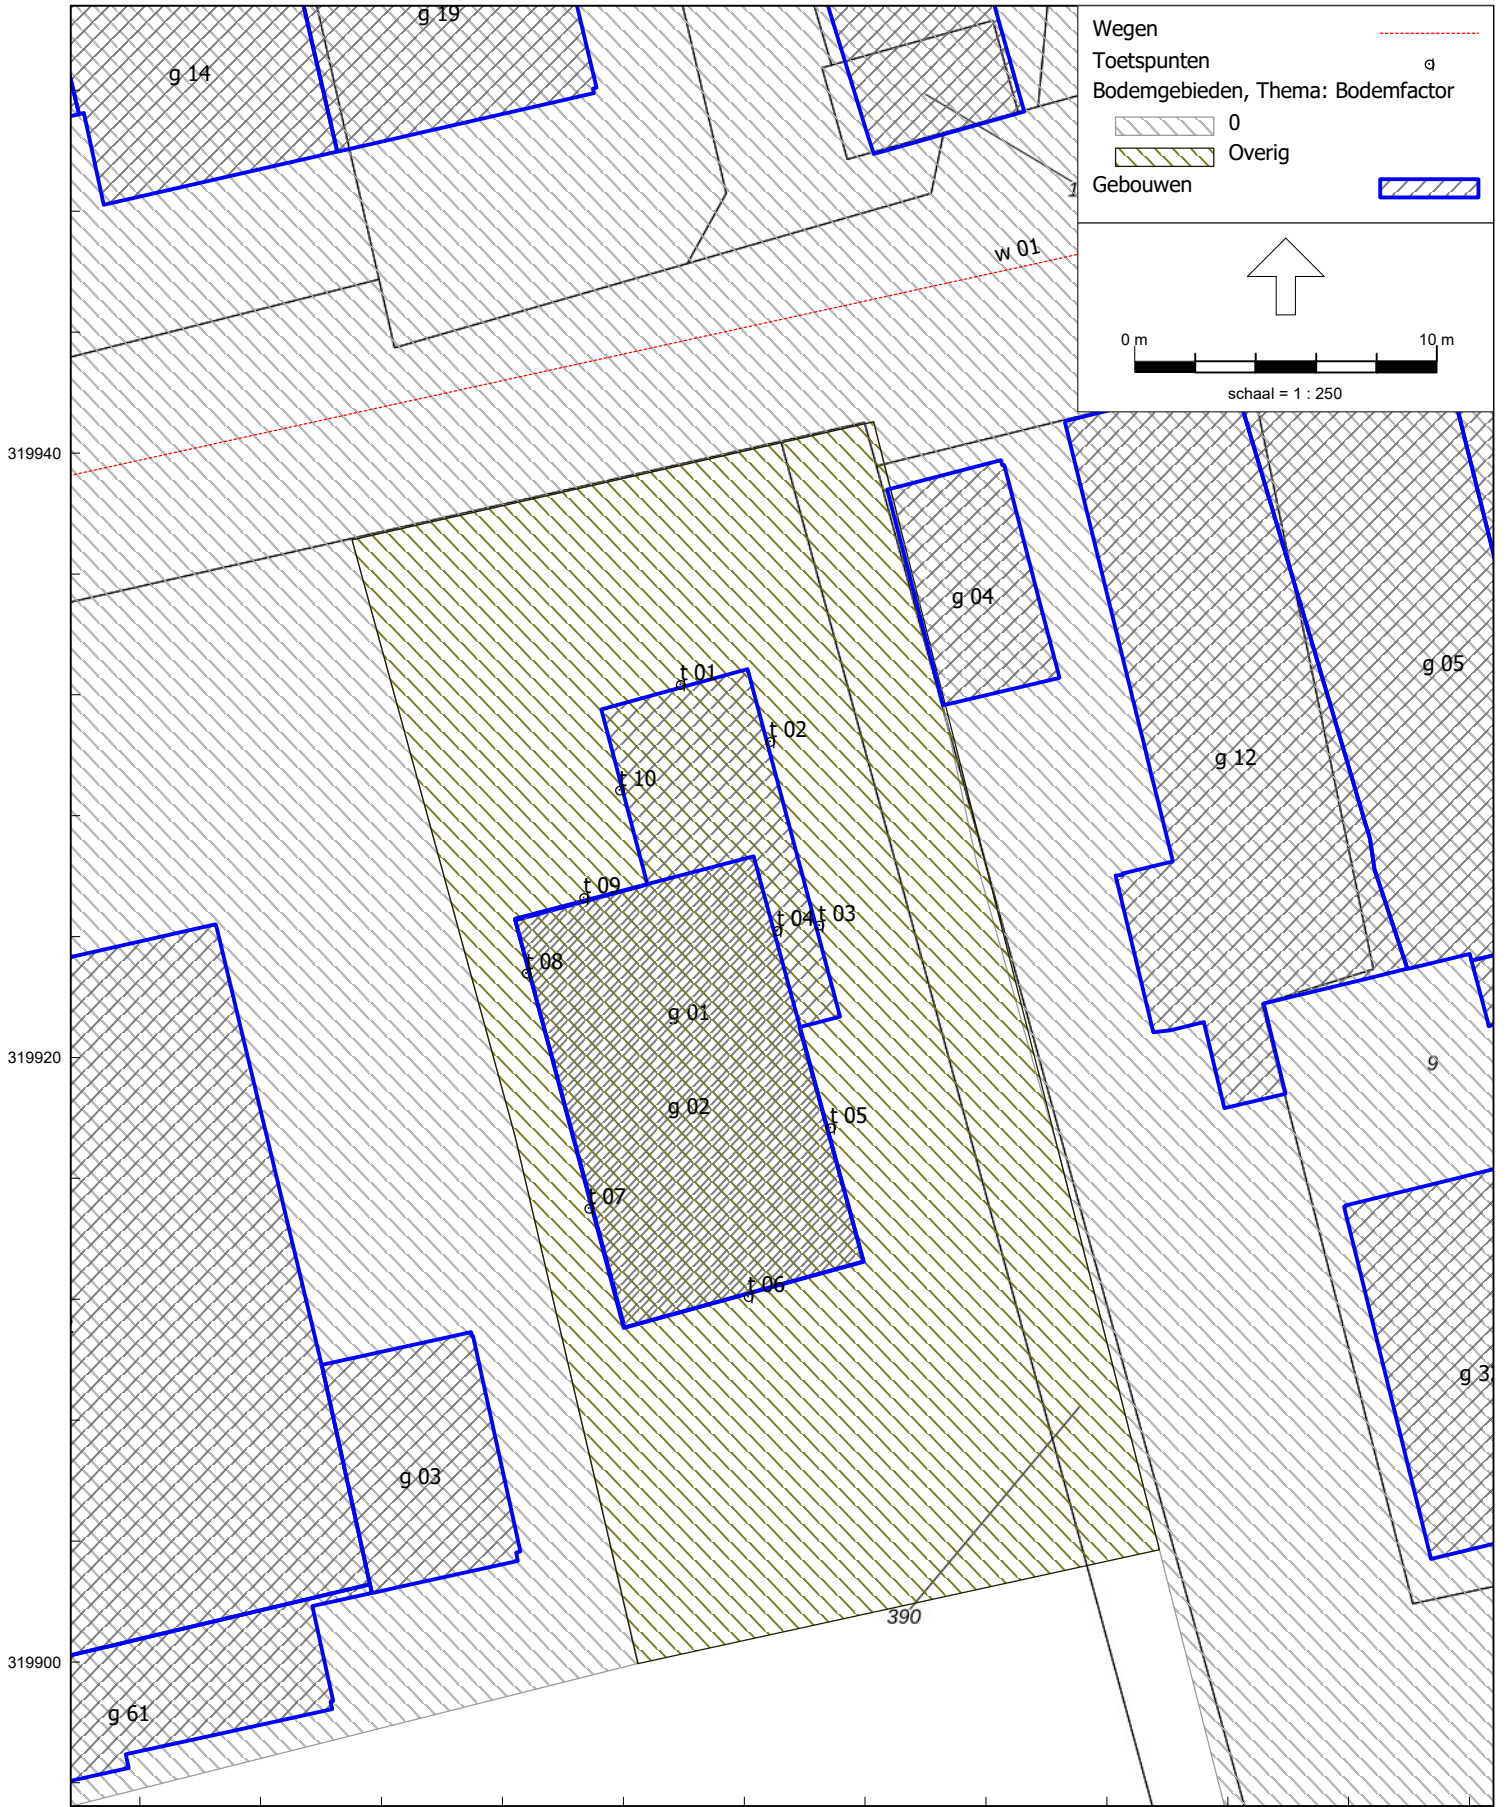 g 14
g 19
Wegen
Toetspunten
Bodemgebieden, Thema: Bodemfactor
0
Overig
Gebouwen
1
w 01
0 m
10 m
schaal = 1 : 250
319940
g 04
g 05
t 01
t 02
g 12
t 10
t 09
t 04
t 03
t 08
g 01
319920
9
g 02
t 05
t 07
t 06
g 3
g 03
390
319900
g 61